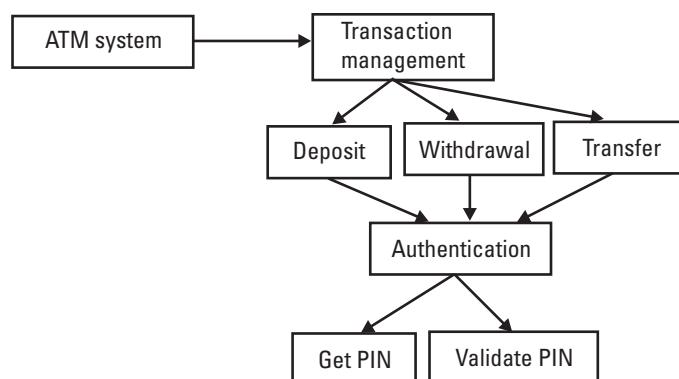 ATM system
Transaction
management
Deposit
Withdrawal
Transfer
Authentication
Get PIN
Validate PIN